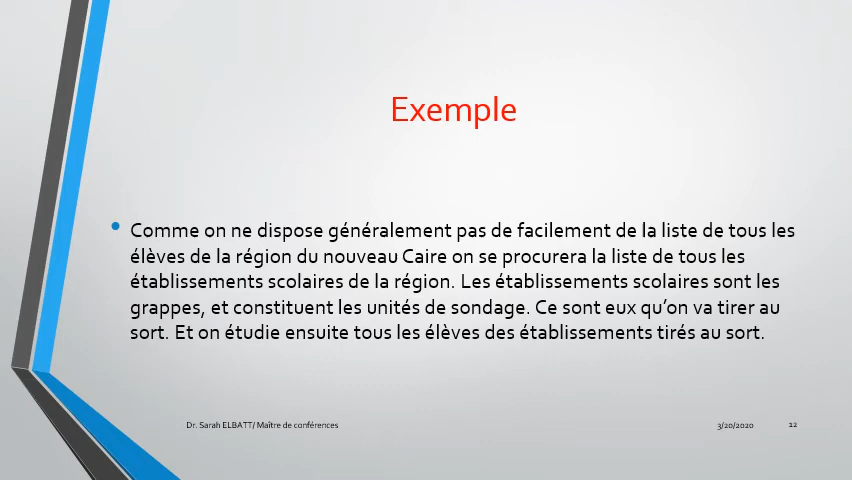 Exemple
• Comme on ne dispose généralement pas de facilement de la liste de tous les
élèves de la région du nouveau Caire on se procurera la liste de tous les
établissements scolaires de la région. Les établissements scolaires sont les
grappes, et constituent les unités de sondage. Ce sont eux qu’on va tirer au
sort. Et on étudie ensuite tous les élèves des établissements tirés au sort.
Dr. Sarah ELBATT/ Maître de conférences
3/20/2020
12